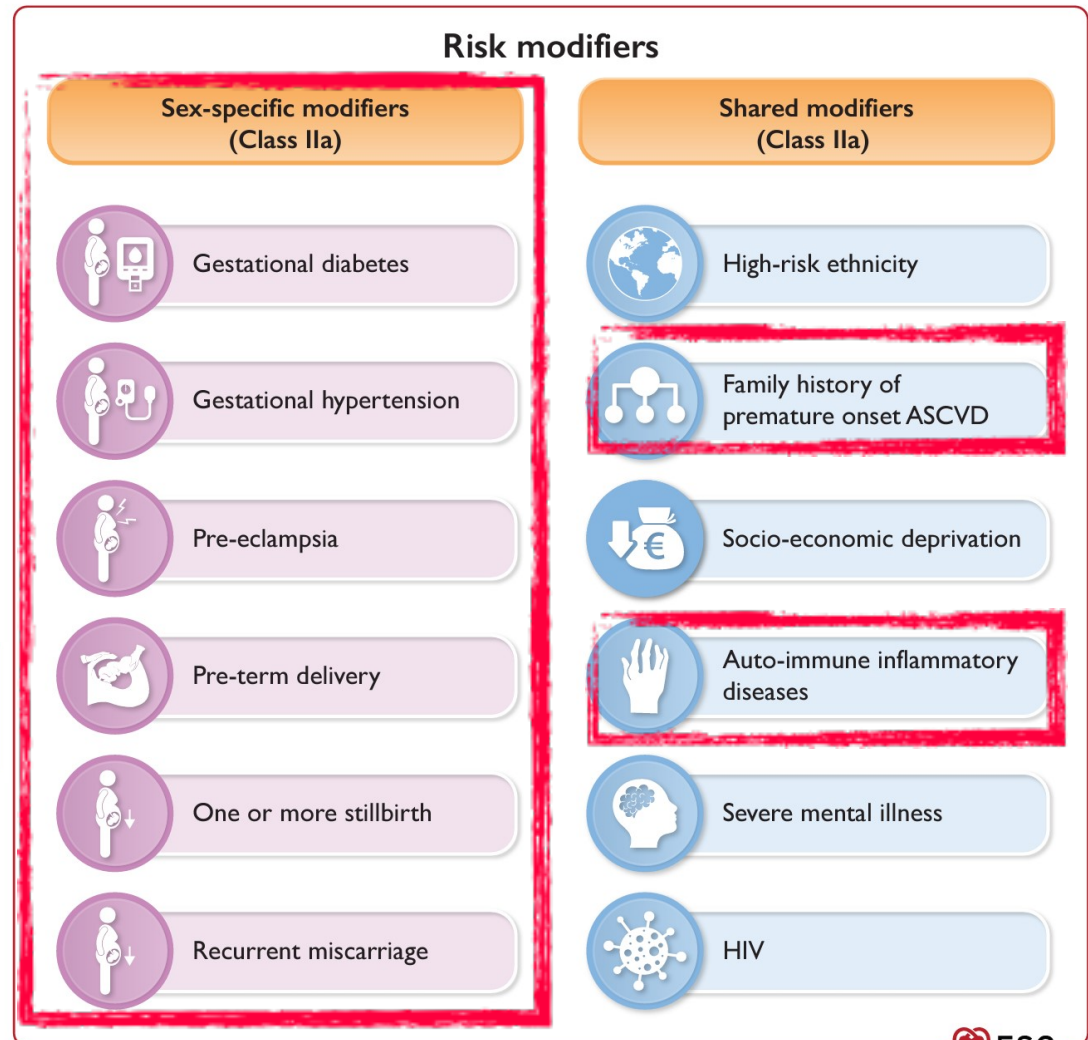 Risk modifiers
Sex-specific modifiers
(Class IIa)
Gestational diabetes
Gestational hypertension
Pre-eclampsia
Pre-term delivery
One or more stillbirth
Recurrent miscarriage
Shared modifiers
(Class IIa)
High-risk ethnicity
Family history of
premature onset ASCVD
€
Socio-economic deprivation
Auto-immune inflammatory
diseases
Severe mental illness
HIV